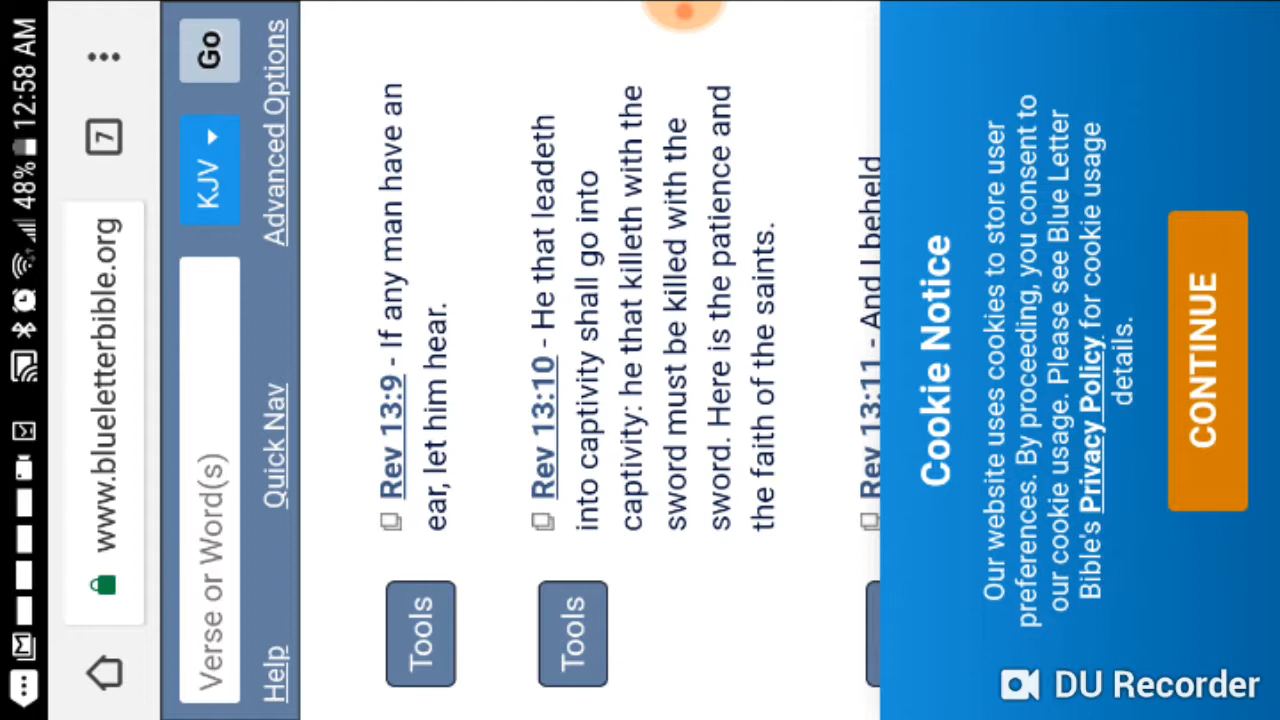 48% 12:58 AM
www.blueletterbible.org
7
Verse or Word(s)
KJV
Go
Help
Quick Nav
Advanced Options
Tools
Rev 13:9 - If any man have an
ear, let him hear.
Tools
Rev 13:10 - He that leadeth
into captivity shall go into
captivity: he that killeth with the
sword must be killed with the
sword. Here is the patience and
the faith of the saints.
Rev 13:11 - And I beheld
Cookie Notice
Our website uses cookies to store user
preferences. By proceeding, you consent to
our cookie usage. Please see Blue Letter
Bible's Privacy Policy for cookie usage
details.
CONTINUE
DU Recorder